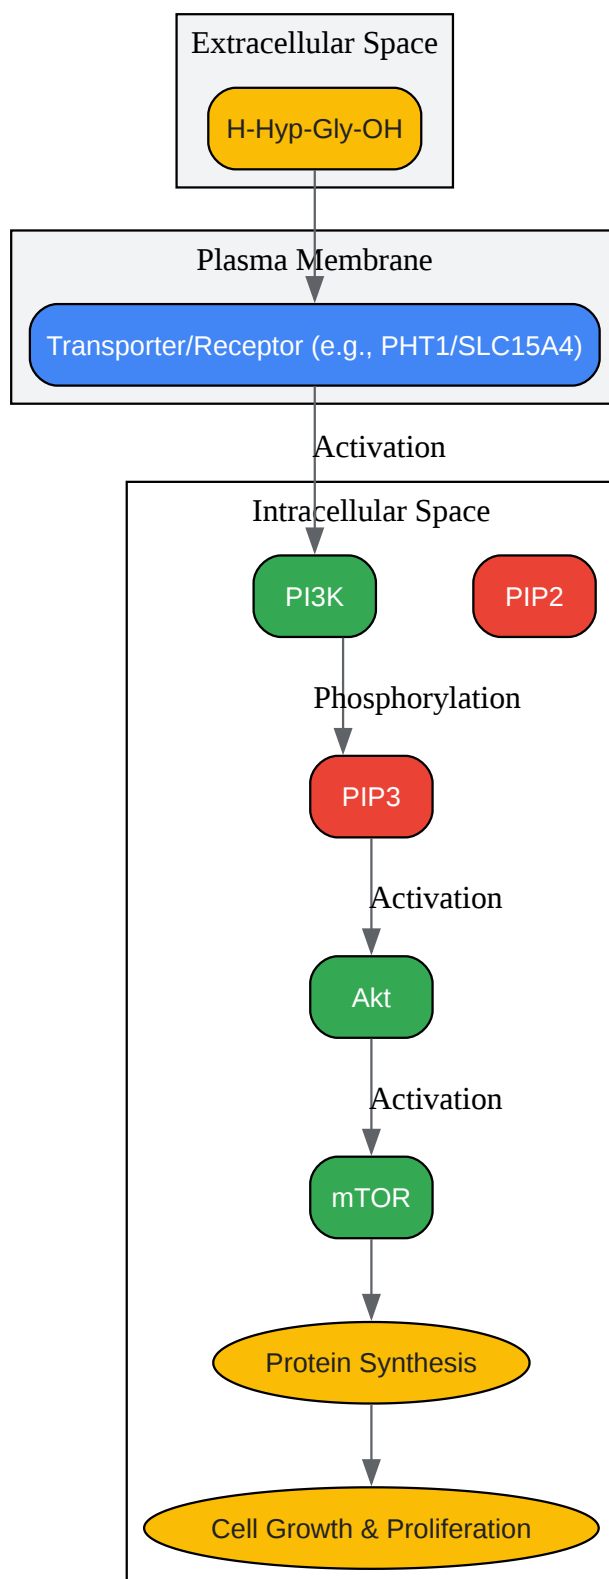 Extracellular Space
H-Hyp-Gly-OH
Plasma Membrane
Transporter/Receptor (e.g., PHT1/SLC15A4)
Activation
Intracellular Space
PI3K
PIP2
Phosphorylation
PIP3
Activation
Akt
Activation
mTOR
Protein Synthesis
Cell Growth & Proliferation